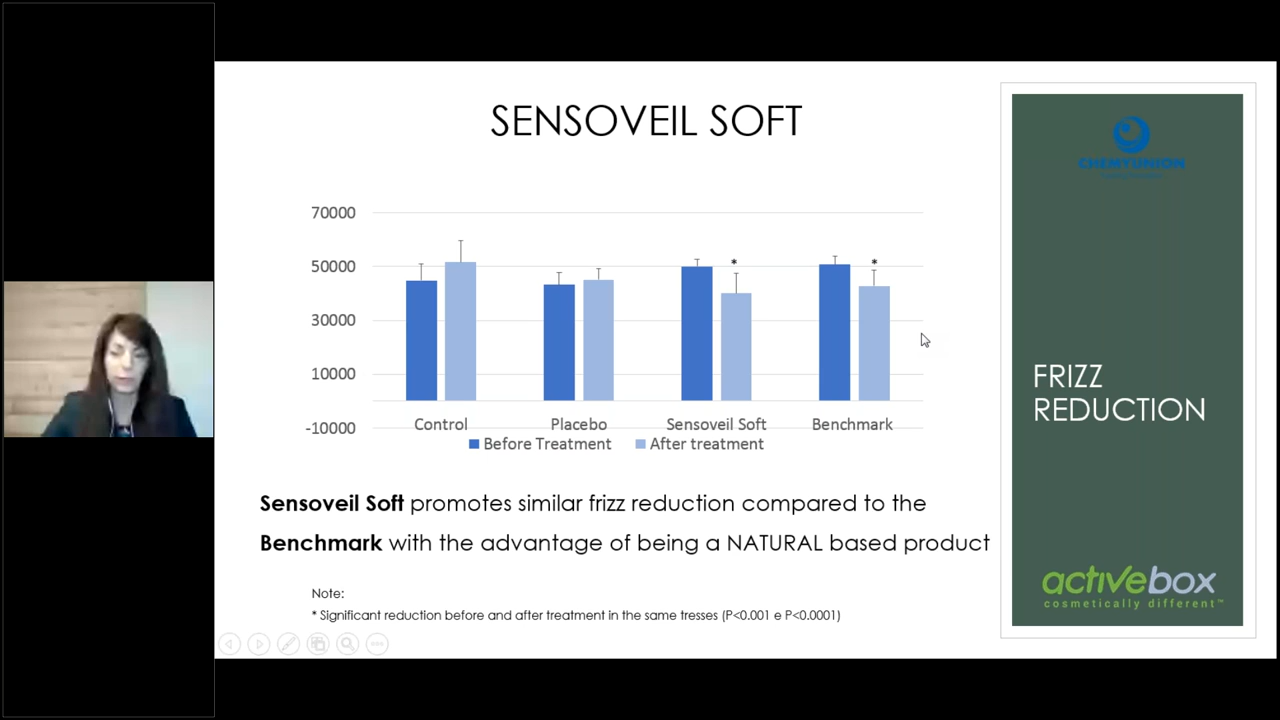 SENSOVEIL SOFT
70000
50000
30000
10000
-10000
*
*
Control
Placebo
Sensoveil Soft
Benchmark
Before Treatment
After treatment
Sensoveil Soft promotes similar frizz reduction compared to the
Benchmark with the advantage of being a NATURAL based product
Note:
* Significant reduction before and after treatment in the same tresses (P<0.001 e P<0.0001)
CHEMYUNION
FRIZZ
REDUCTION
activebox
cosmetically different™